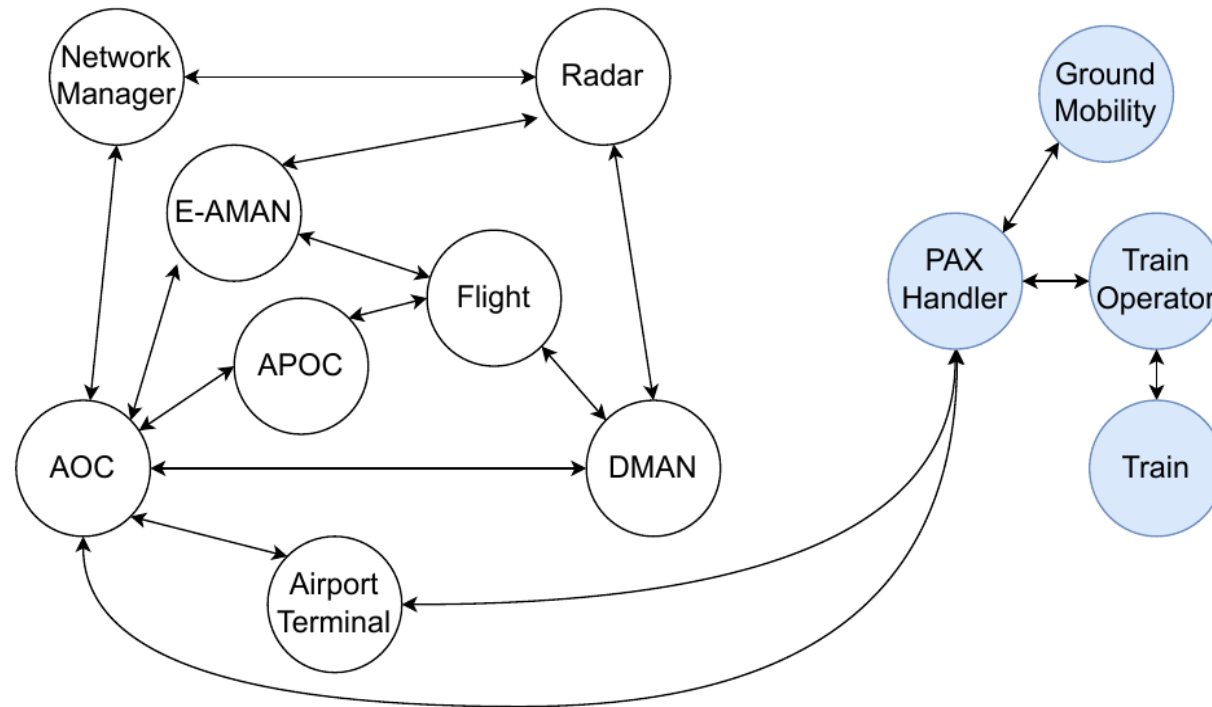 Network
Manager
Radar
Ground
Mobility
E-AMAN
PAX
Handler
Train
Operator
Flight
APOC
AOC
DMAN
Train
Airport
Terminal